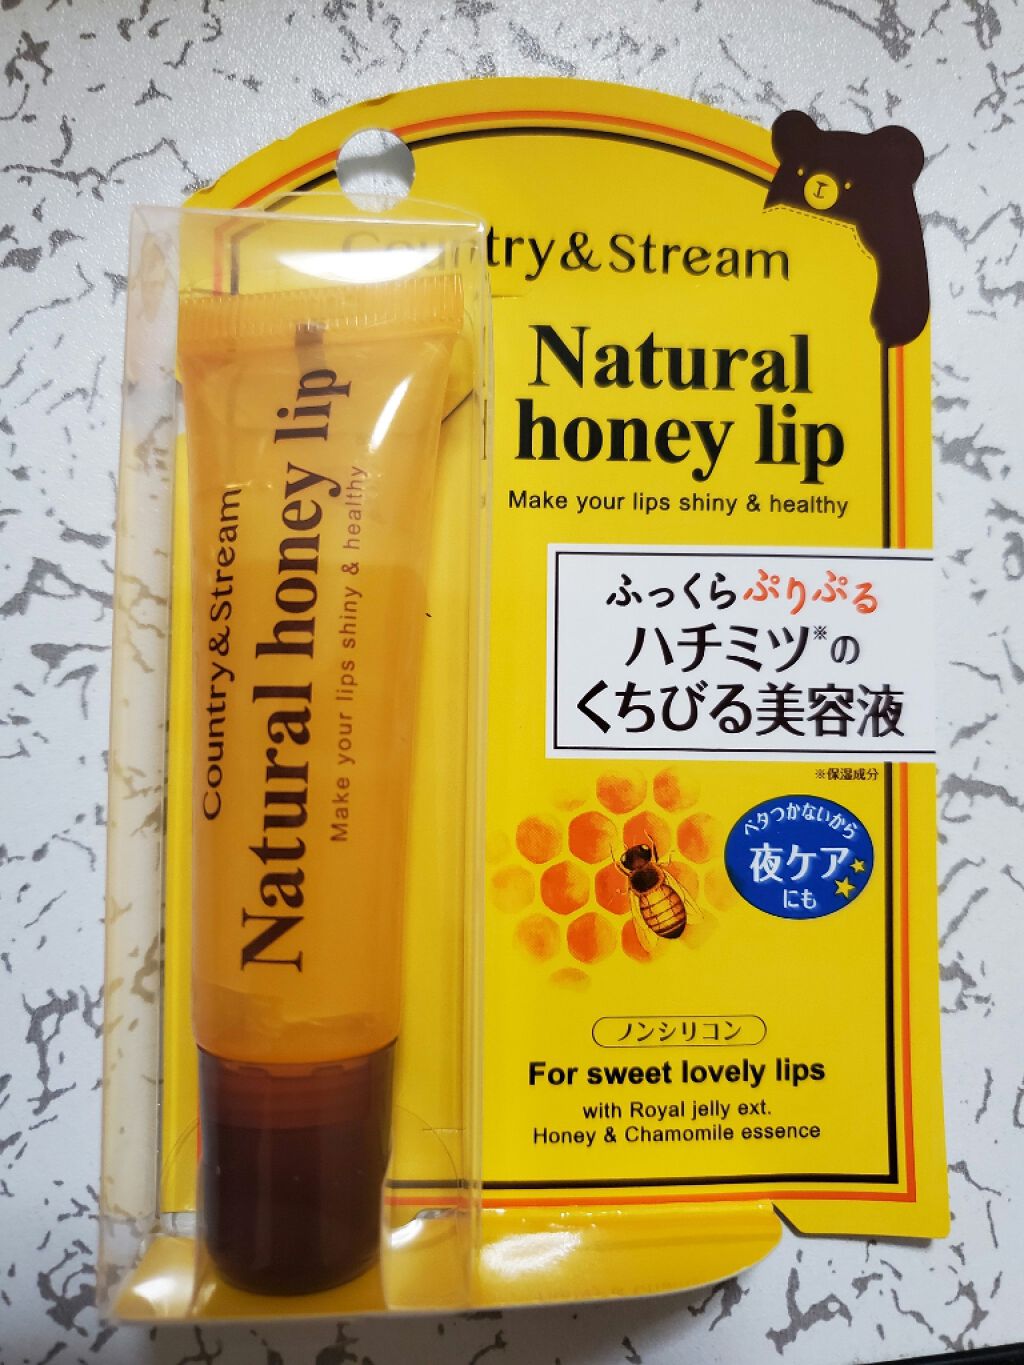 Country & Stream
Natural
honey lip
Make your lips shiny & healthy
ふっくらぷりぷる
ハチミツ※の
くちびる美容液
※保湿成分
ベタつかないから
夜ケア
にも
ノンシリコン
For sweet lovely lips
with Royal jelly ext.
Honey & Chamomile essence
Country & Stream
Natural honey lip
Make your lips shiny & healthy